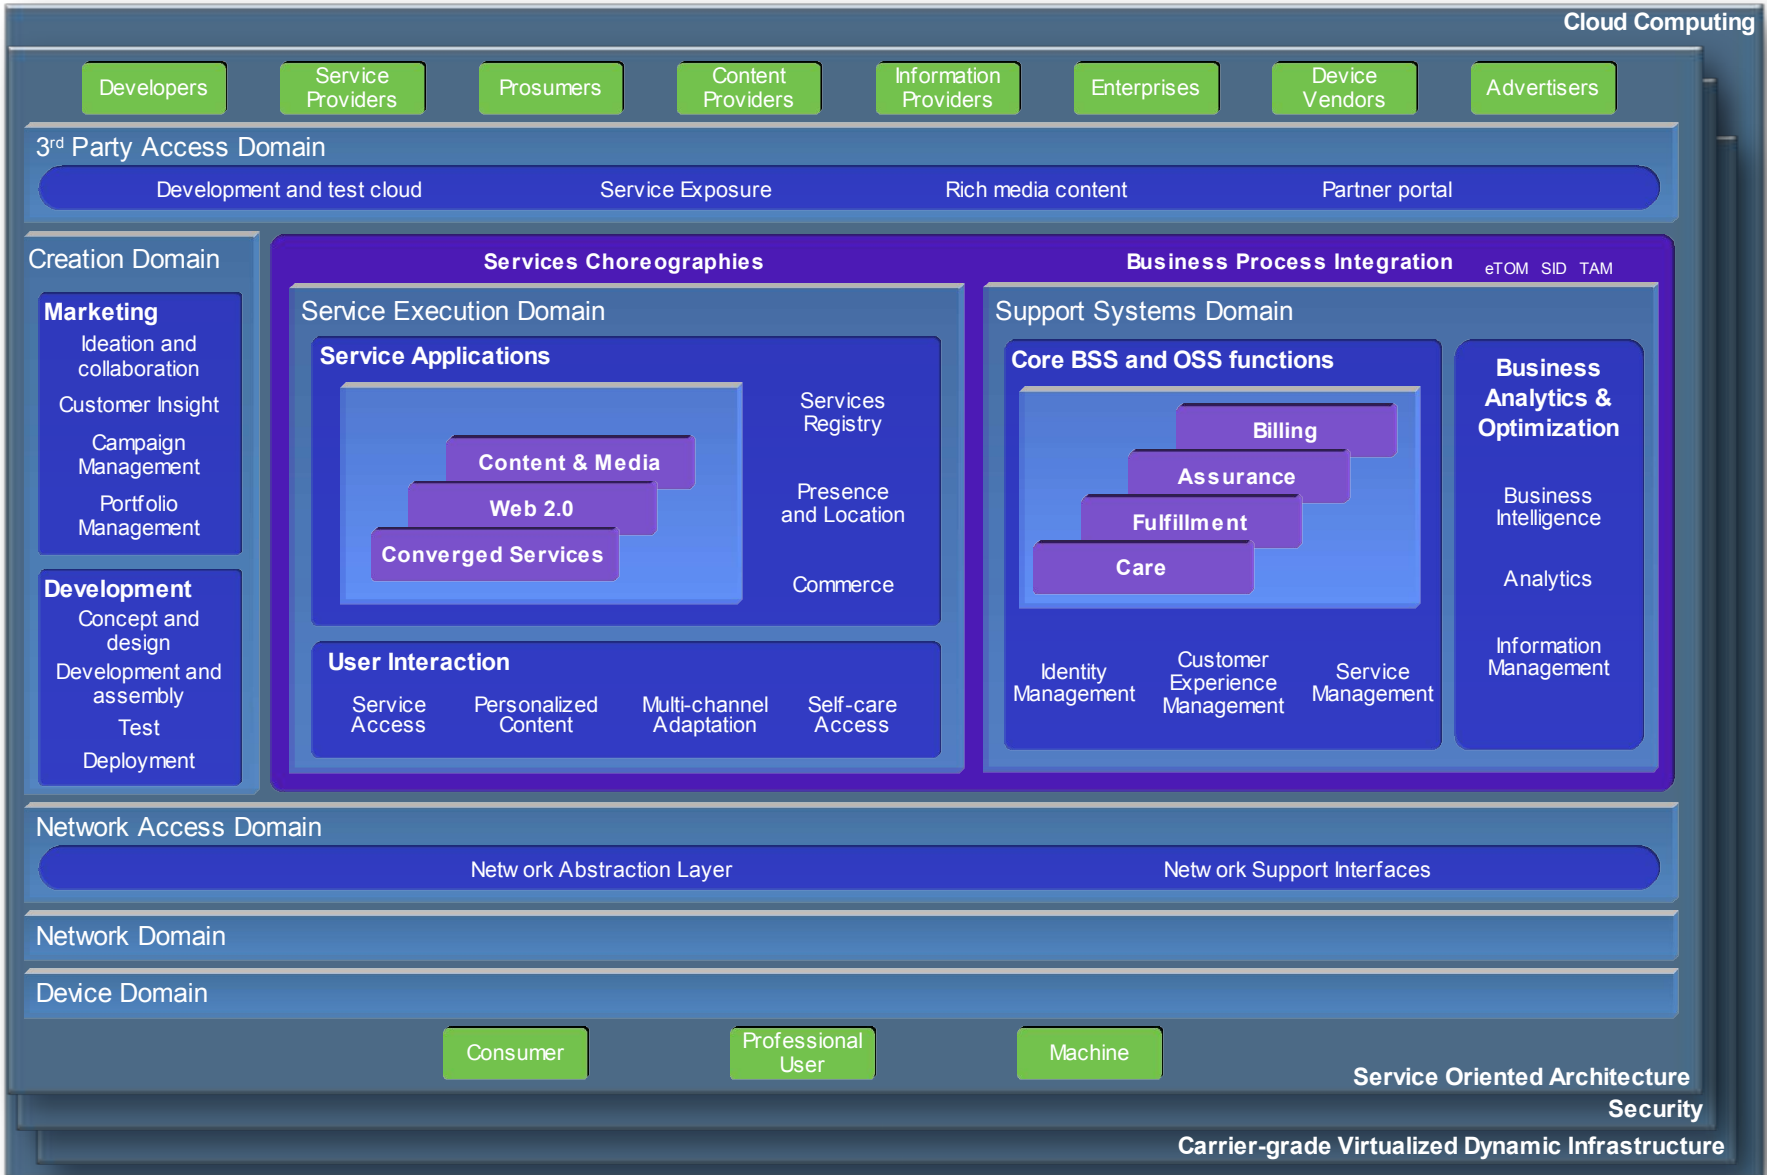 Cloud Computing
Developers
Service
Providers
Prosumers
Content
Providers
Information
Providers
Enterprises
Device
Vendors
Advertisers
3rd Party Access Domain
Development and test cloud
Service Exposure
Rich media content
Partner portal
Creation Domain
Marketing
Ideation and
collaboration
Customer Insight
Campaign
Management
Portfolio
Management
Development
Concept and
design
Development and
assembly
Test
Deployment
Services Choreographies
Business Process Integration
eTOM SID TAM
Service Execution Domain
Service Applications
Content & Media
Web 2.0
Converged Services
Services
Registry
Presence
and Location
Commerce
User Interaction
Service
Access
Personalized
Content
Multi-channel
Adaptation
Self-care
Access
Support Systems Domain
Core BSS and OSS functions
Billing
Assurance
Fulfillment
Care
Identity
Management
Customer
Experience
Management
Service
Management
Business
Analytics &
Optimization
Business
Intelligence
Analytics
Information
Management
Network Access Domain
Network Abstraction Layer
Network Support Interfaces
Network Domain
Device Domain
Consumer
Professional
User
Machine
Service Oriented Architecture
Security
Carrier-grade Virtualized Dynamic Infrastructure